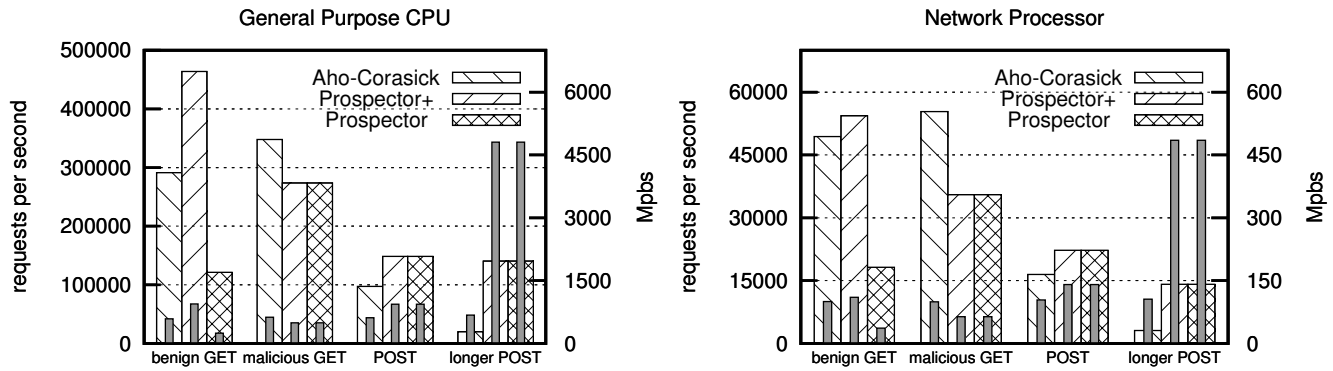 General Purpose CPU
requests per second
500000
400000
300000
200000
100000
0
Aho-Corasick
Prospector+
Prospector
6000
4500
3000
1500
0
Mpbs
benign GET malicious GET POST longer POST
Network Processor
requests per second
60000
45000
30000
15000
0
Aho-Corasick
Prospector+
Prospector
600
450
300
150
0
Mpbs
benign GET malicious GET POST longer POST